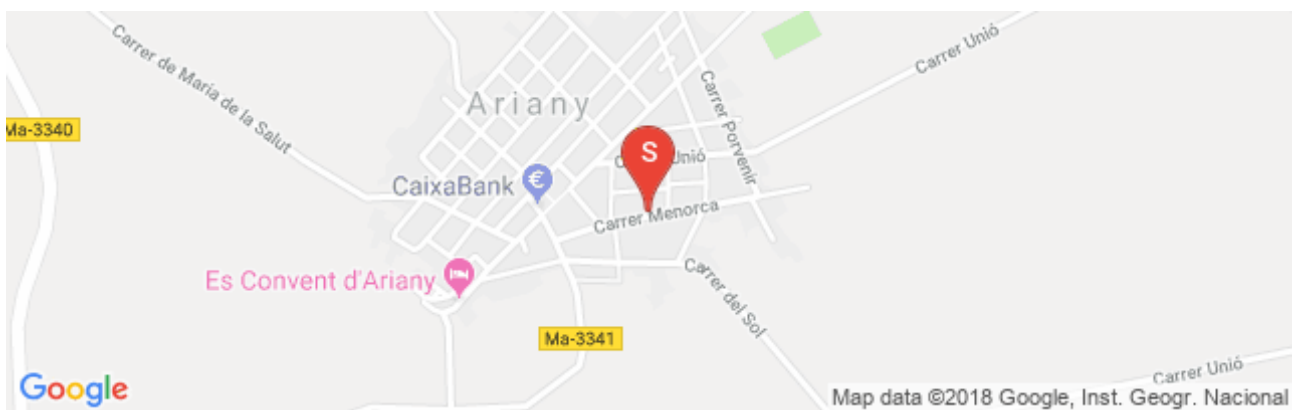 Carrer de Maria de la Salut
Carrer Unió
Ariany
Ma-3340
Carrer Porvenir
S
Unió
CaixaBank €
Carrer Menorca
Es Convent d'Ariany
Carrer del Sol
Ma-3341
Carrer Unió
Google
Map data ©2018 Google, Inst. Geogr. Nacional